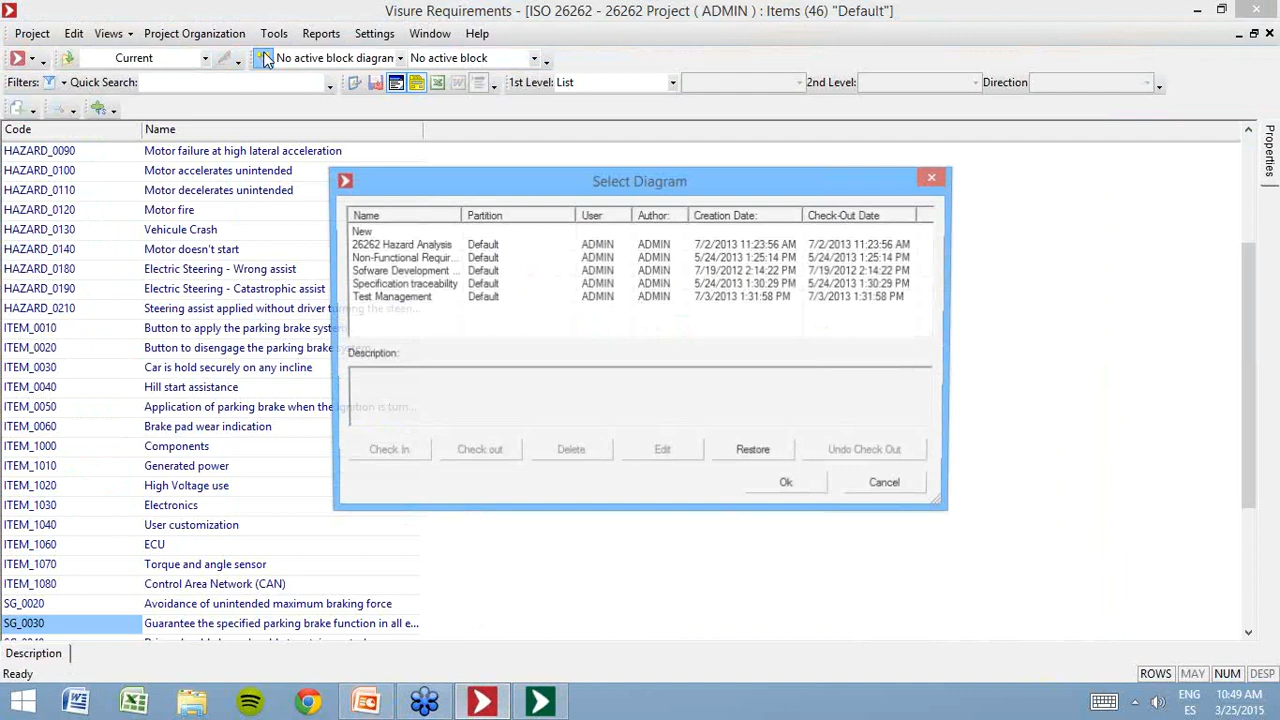 Visure Requirements - [ISO 26262 - 26262 Project ( ADMIN ) : Items (46) "Default"]
Project Edit Views Project Organization Tools Reports Settings Window Help
Current No active block diagram No active block
Filters: Quick Search: 1st Level: List 2nd Level: Direction
Code Name
HAZARD_0090 Motor failure at high lateral acceleration
HAZARD_0100 Motor accelerates unintended
HAZARD_0110 Motor decelerates unintended
HAZARD_0120 Motor fire
HAZARD_0130 Vehicule Crash
HAZARD_0140 Motor doesn't start
HAZARD_0180 Electric Steering - Wrong assist
HAZARD_0190 Electric Steering - Catastrophic assist
HAZARD_0210 Steering assist applied without driver turning the steer...
ITEM_0010 Button to apply the parking brake system
ITEM_0020 Button to disengage the parking brake
ITEM_0030 Car is hold securely on any incline
ITEM_0040 Hill start assistance
ITEM_0050 Application of parking brake when the ignition is turn...
ITEM_0060 Brake pad wear indication
ITEM_1000 Components
ITEM_1010 Generated power
ITEM_1020 High Voltage use
ITEM_1030 Electronics
ITEM_1040 User customization
ITEM_1060 ECU
ITEM_1070 Torque and angle sensor
ITEM_1080 Control Area Network (CAN)
SG_0020 Avoidance of unintended maximum braking force
SG_0030 Guarantee the specified parking brake function in all e...
Select Diagram
Name Partition User Author: Creation Date: Check-Out Date
New
26262 Hazard Analysis Default ADMIN ADMIN 7/2/2013 11:23:56 AM 7/2/2013 11:23:56 AM
Non-Functional Requir... Default ADMIN ADMIN 5/24/2013 1:25:14 PM 5/24/2013 1:25:14 PM
Sofware Development ... Default ADMIN ADMIN 7/19/2012 2:14:22 PM 7/19/2012 2:14:22 PM
Specification traceability Default ADMIN ADMIN 5/24/2013 1:30:29 PM 5/24/2013 1:30:29 PM
Test Management Default ADMIN ADMIN 7/3/2013 1:31:58 PM 7/3/2013 1:31:58 PM
Description:
Check In Check out Delete Edit Restore Undo Check Out
Ok Cancel
Properties
Description
Ready ROWS MAY NUM DESP
ENG 10:49 AM
ES 3/25/2015